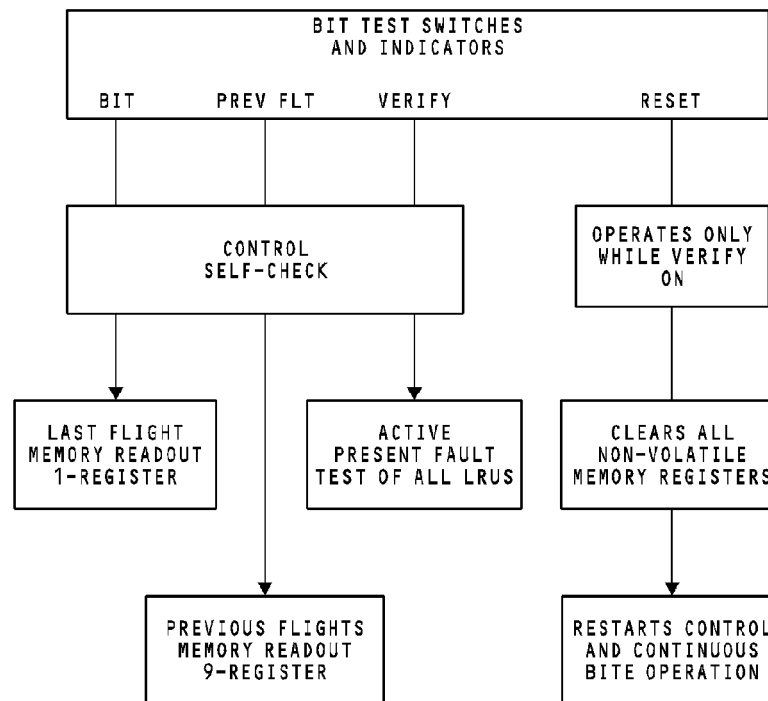 BIT TEST SWITCHES
AND INDICATORS
BIT
PREV FLT
VERIFY
RESET
CONTROL
SELF-CHECK
OPERATES ONLY
WHILE VERIFY
ON
LAST FLIGHT
MEMORY READOUT
1-REGISTER
ACTIVE
PRESENT FAULT
TEST OF ALL LRUS
CLEARS ALL
NON-VOLATILE
MEMORY REGISTERS
PREVIOUS FLIGHTS
MEMORY READOUT
9-REGISTER
RESTARTS CONTROL
AND CONTINUOUS
BITE OPERATION